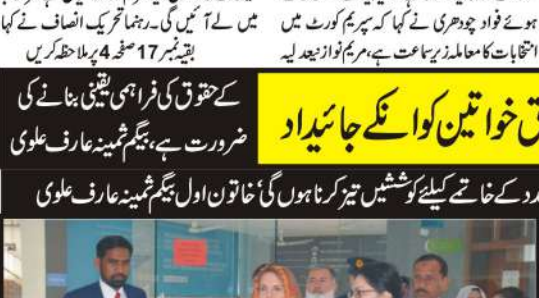 ہوئے فواد چودھری نے کہا کہ سپریم کورٹ میں
انتخابات کا معاملہ زیر سماعت ہے، مریم نواز نیعد لیہ
میں لے آئیں گی۔ رہنما تحریک انصاف نے کہا
بقیہ نمبر 17 صفحہ 4 پر ملاحظہ کریں
خواتین کو انکے جائیداد
کے حقوق کی فراہمی یقینی بنانے کی
ضرورت ہے، بیگم ثمینہ عارف علوی
کے خاتمے کیلئے کوششیں تیز کرنا ہوں گی، خاتون اول بیگم ثمینہ عارف علوی